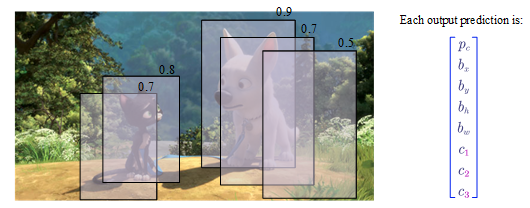 0.9
Each output prediction is:
0.7
0.5
0.8
0.7
p_c
b_x
b_y
b_h
b_w
c_1
c_2
c_3